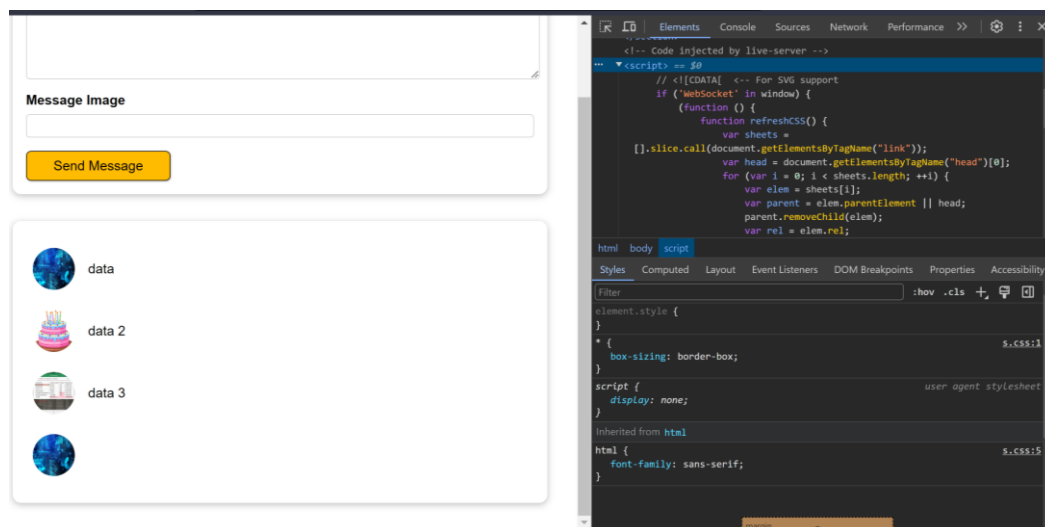 Message Image
Send Message
data
data 2
data 3
Elements Console Sources Network Performance
<!-- Code injected by live-server -->
<script> == $0
// <![CDATA[ <-- For SVG support
if ('WebSocket' in window) {
(function () {
function refreshCSS() {
var sheets =
[].slice.call(document.getElementsByTagName("link"));
var head = document.getElementsByTagName("head")[0];
for (var i = 0; i < sheets.length; ++i) {
var elem = sheets[i];
var parent = elem.parentElement || head;
parent.removeChild(elem);
var rel = elem.rel;
html body script
Styles Computed Layout Event Listeners DOM Breakpoints Properties Accessibility
Filter :hov .cls
element.style {
}
* { s.css:1
box-sizing: border-box;
}
script { user agent stylesheet
display: none;
}
Inherited from html
html { s.css:5
font-family: sans-serif;
}